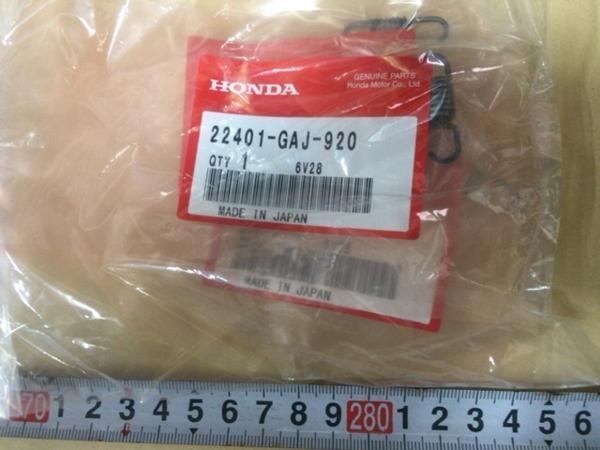 HONDA
GENUINE PARTS
Honda Motor Co., Ltd.
22401-GAJ-920
QTY 1 6V28
MADE IN JAPAN
MADE IN JAPAN
70 1 2 3 4 5 6 7 8 9 280 1 2 3 4 5 6